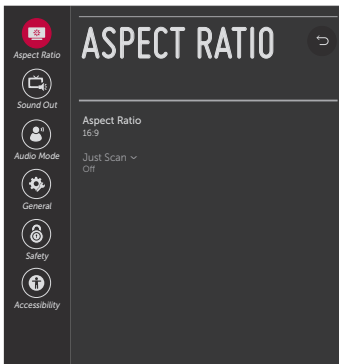 ASPECT RATIO
Aspect Ratio
Sound Out
Audio Mode
General
Safety
Accessibility
Aspect Ratio
16:9
Just Scan
Off